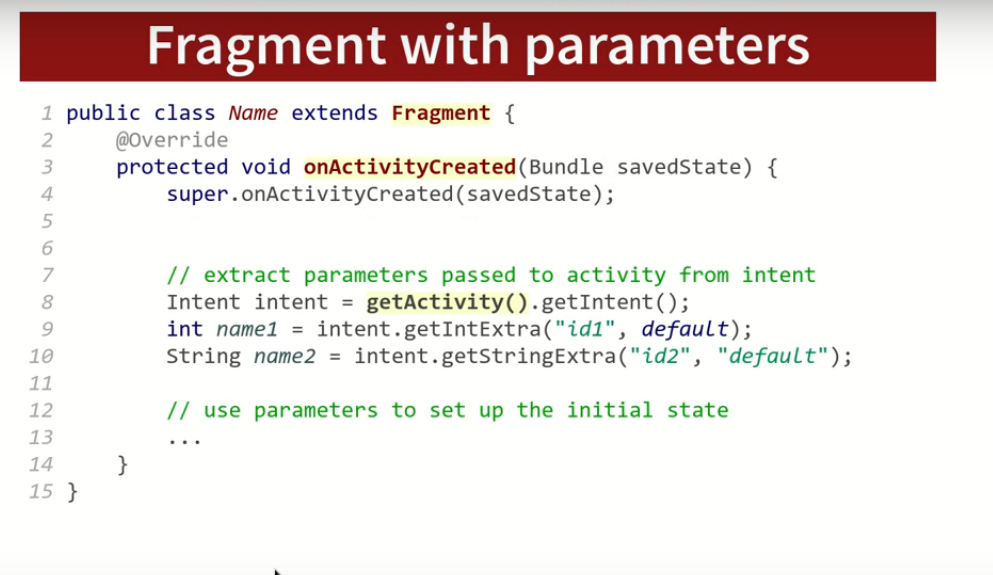 Fragment with parameters
1 public class Name extends Fragment {
2 @Override
3 protected void onActivityCreated(Bundle savedState) {
4 super.onActivityCreated(savedState);
5
6
7 // extract parameters passed to activity from intent
8 Intent intent = getActivity().getIntent();
9 int name1 = intent.getIntExtra("id1", default);
10 String name2 = intent.getStringExtra("id2", "default");
11
12 // use parameters to set up the initial state
13 ...
14 }
15 }